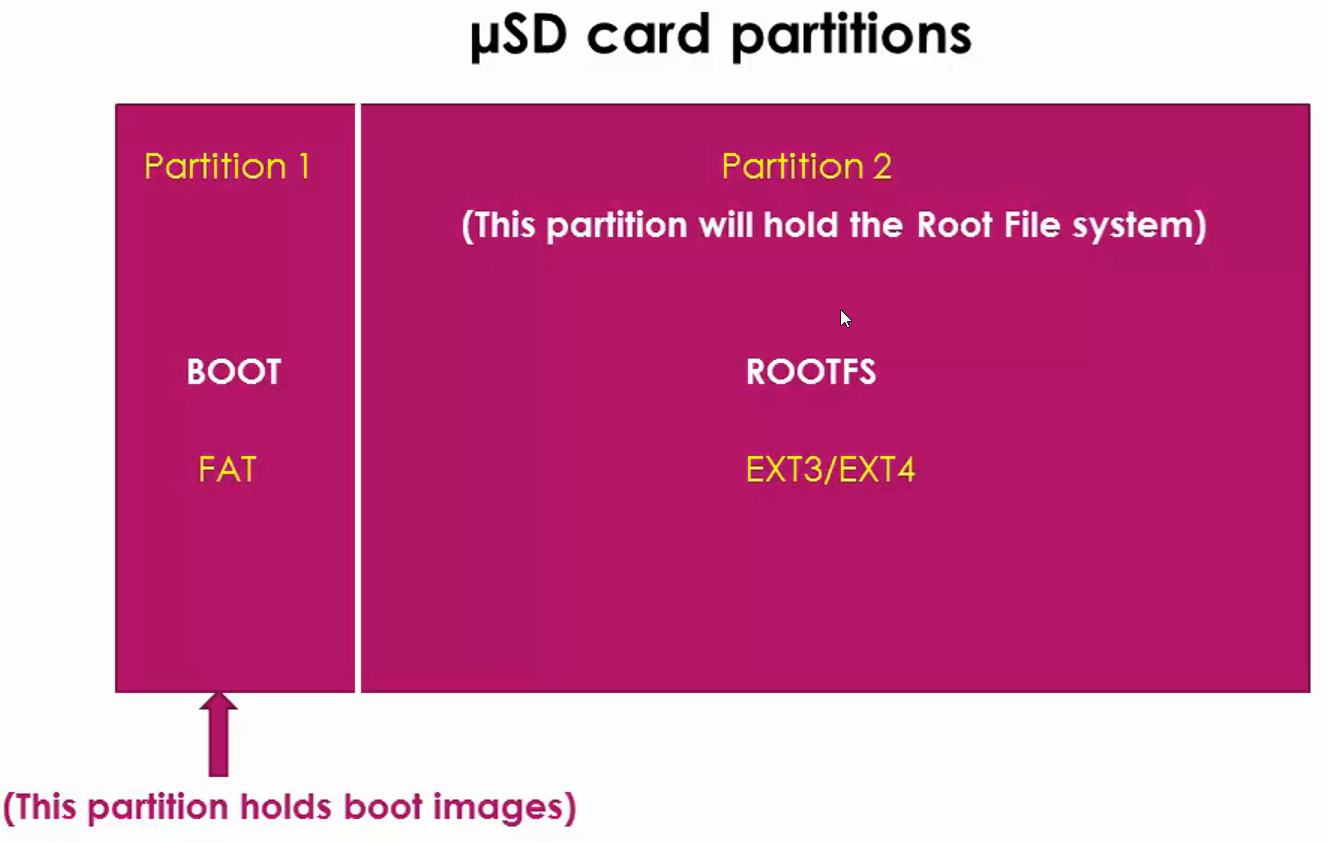 µSD card partitions
Partition 1
BOOT
FAT
Partition 2
(This partition will hold the Root File system)
ROOTFS
EXT3/EXT4
(This partition holds boot images)